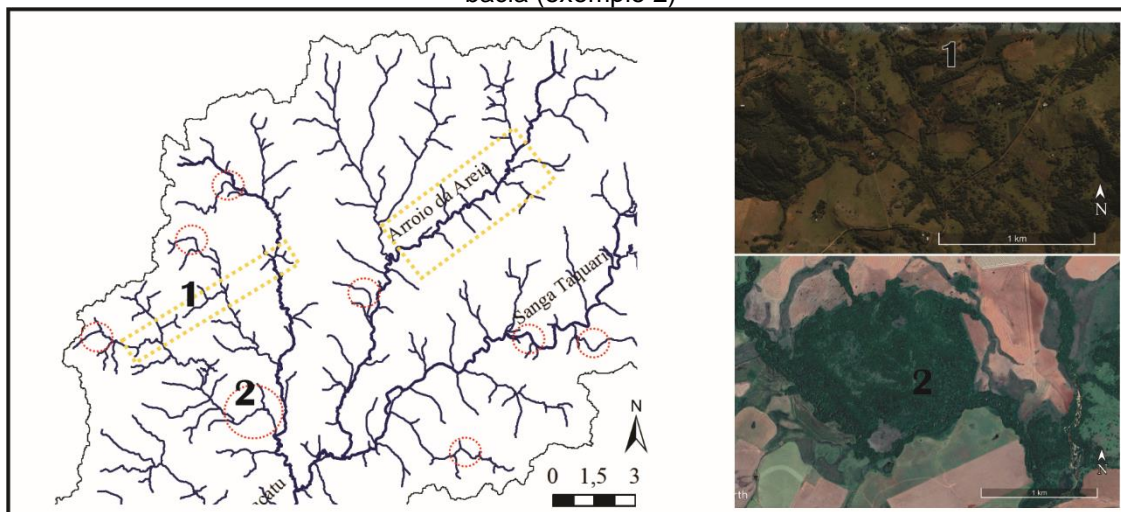 bacia (exemplo 2)
Arroio da Areia
Sanga Taquari
1
2
N
0 1,5 3
1
N
1 km
2
N
1 km